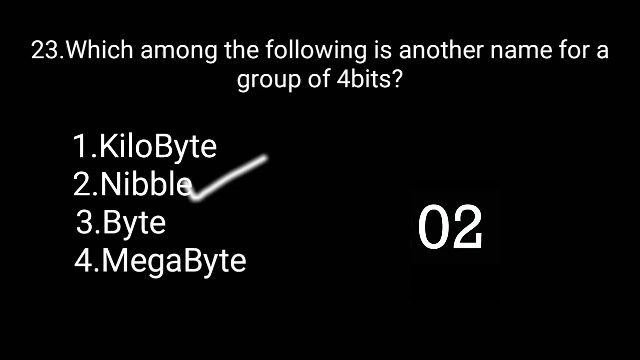 23.Which among the following is another name for a
group of 4bits?
1.KiloByte
2.Nibble
3.Byte
4.MegaByte
02